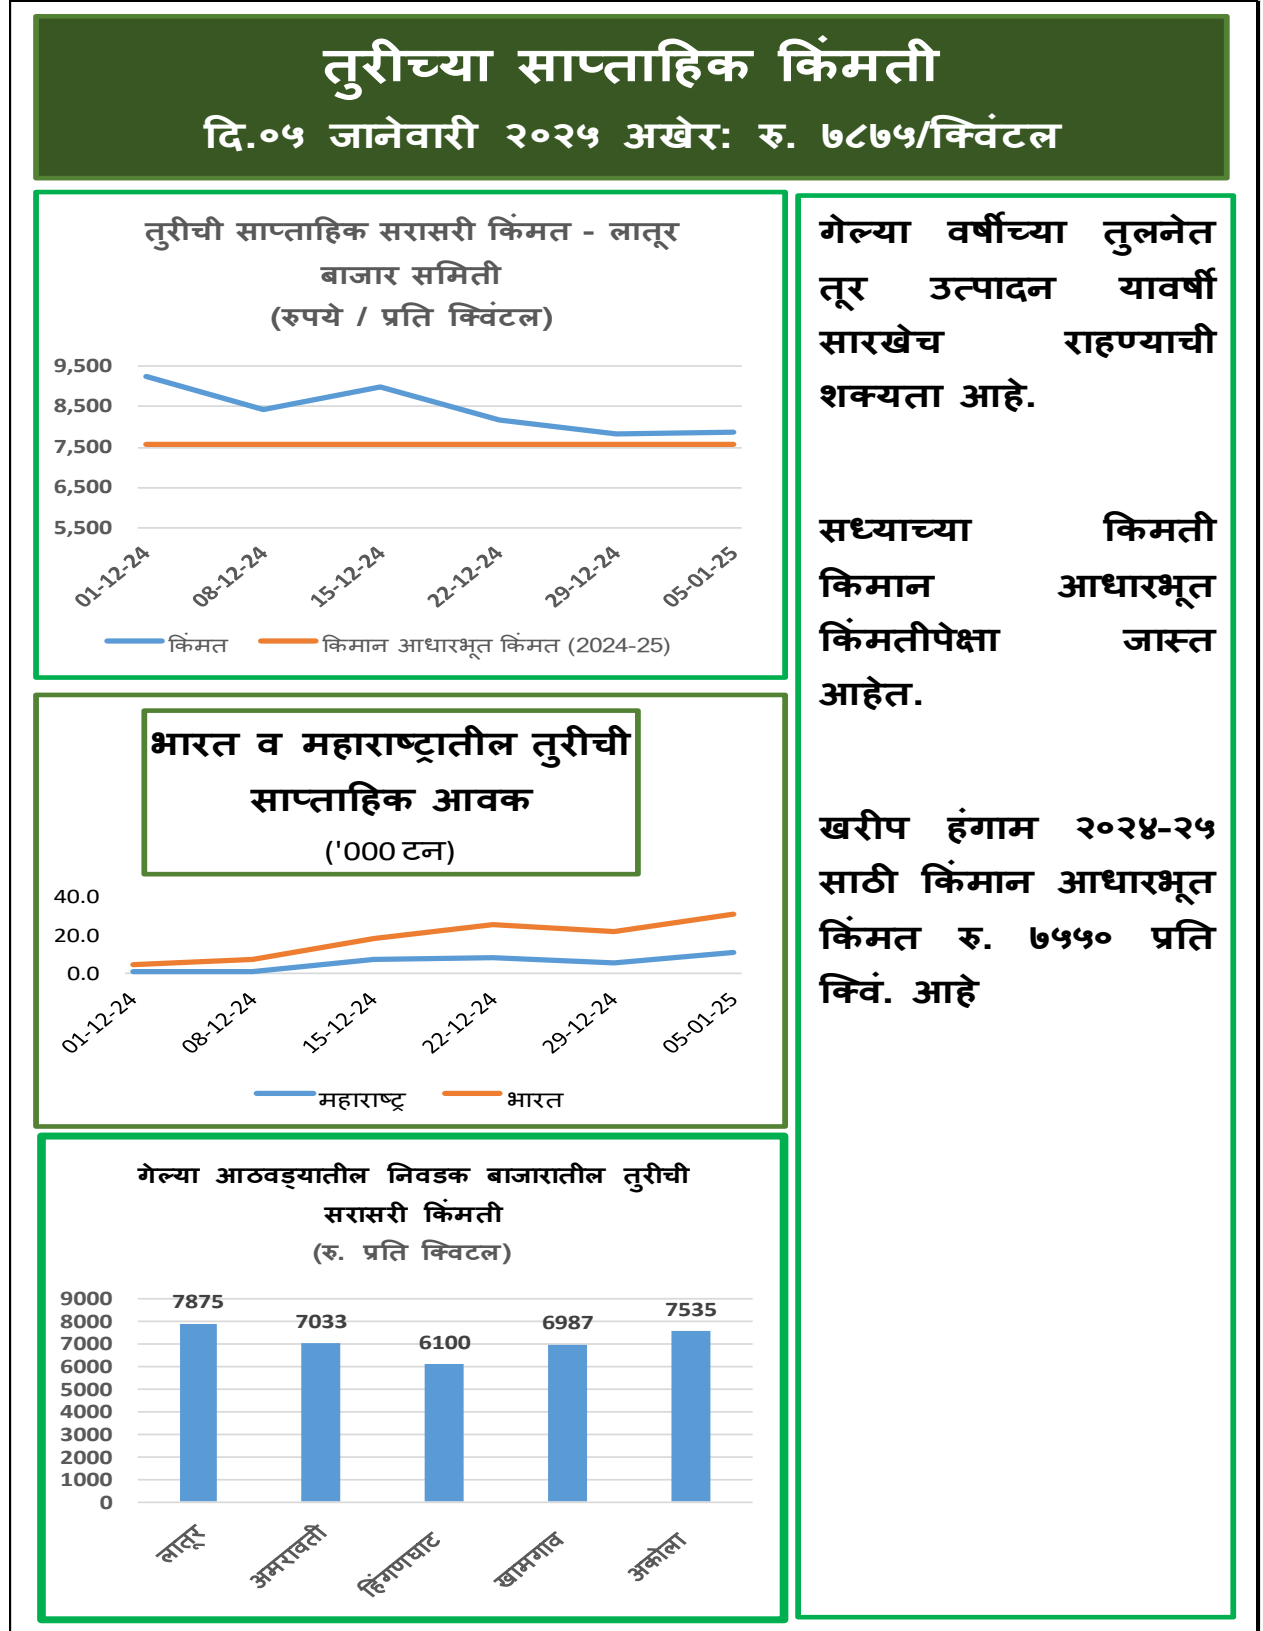 तुरीच्या साप्ताहिक किंमती
दि.०५ जानेवारी २०२५ अखेर: रु. ७८७५/क्विंटल
तुरीची साप्ताहिक सरासरी किंमत - लातूर
बाजार समिती
(रुपये / प्रति क्विंटल)
9,500
8,500
7,500
6,500
5,500
01-12-24
08-12-24
15-12-24
22-12-24
29-12-24
05-01-25
किंमत
किमान आधारभूत किंमत (2024-25)
भारत व महाराष्ट्रातील तुरीची
साप्ताहिक आवक
('000 टन)
40.0
20.0
0.0
01-12-24
08-12-24
15-12-24
22-12-24
29-12-24
05-01-25
महाराष्ट्र
भारत
गेल्या आठवड्यातील निवडक बाजारातील तुरीची
सरासरी किंमती
(रु. प्रति क्विटल)
9000
8000
7000
6000
5000
4000
3000
2000
1000
0
7875
7033
6100
6987
7535
लातूर
अमरावती
हिंगणघाट
खामगाव
अकोला
गेल्या वर्षीच्या तुलनेत
तूर उत्पादन यावर्षी
सारखेच राहण्याची
शक्यता आहे.
सध्याच्या किमती
किमान आधारभूत
किंमतीपेक्षा जास्त
आहेत.
खरीप हंगाम २०२४-२५
साठी किंमान आधारभूत
किंमत रु. ७५५० प्रति
क्विं. आहे